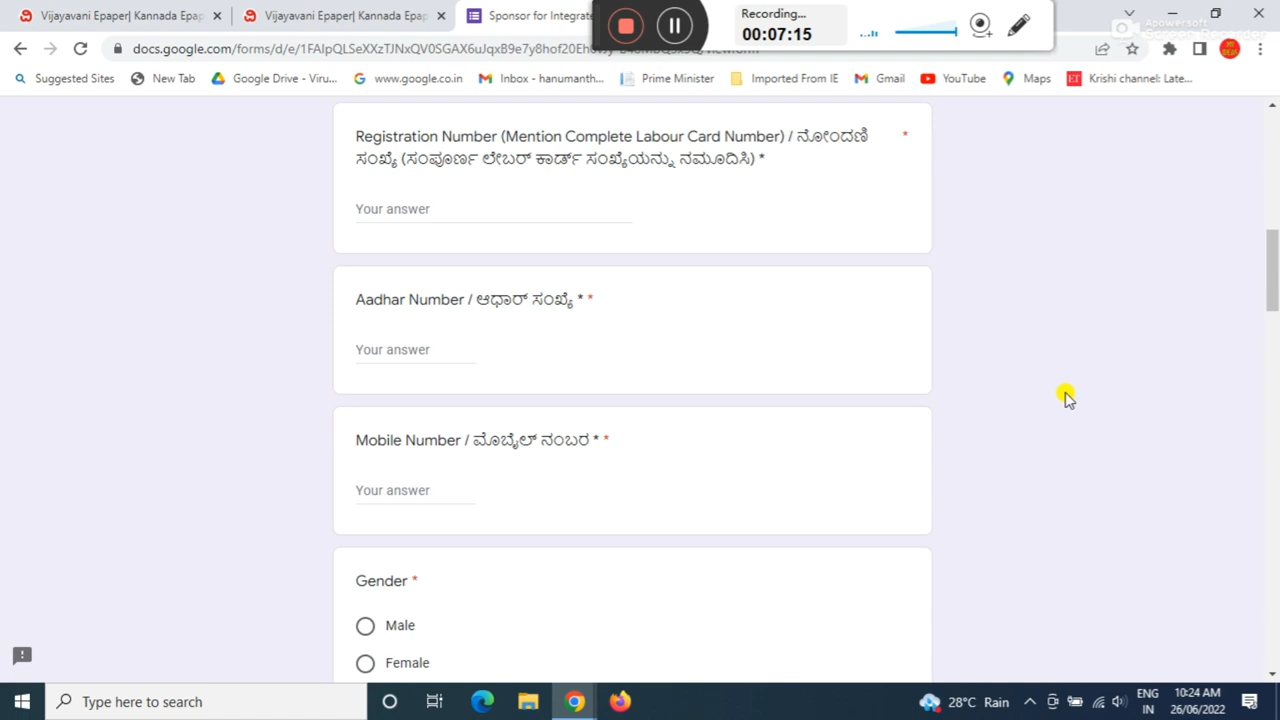 Vijayavani Epaper| Kannada Epa
Vijayavani Epaper| Kannada Epap
Sponsor for Integrate
Recording...
00:07:15
Apowersoft
Screen Recorder
docs.google.com/forms/d/e/
Suggested Sites
New Tab
Google Drive - Viru...
www.google.co.in
Inbox - hanumanth...
Prime Minister
Imported From IE
Gmail
YouTube
Maps
Krishi channel: Late...
Registration Number (Mention Complete Labour Card Number) / ನೋಂದಣಿ *
ಸಂಖ್ಯೆ (ಸಂಪೂರ್ಣ ಲೇಬರ್ ಕಾರ್ಡ್ ಸಂಖ್ಯೆಯನ್ನು ನಮೂದಿಸಿ) *
Your answer
Aadhar Number / ಆಧಾರ್ ಸಂಖ್ಯೆ * *
Your answer
Mobile Number / ಮೊಬೈಲ್ ನಂಬರ * *
Your answer
Gender *
Male
Female
Type here to search
28°C Rain
ENG
IN
10:24 AM
26/06/2022